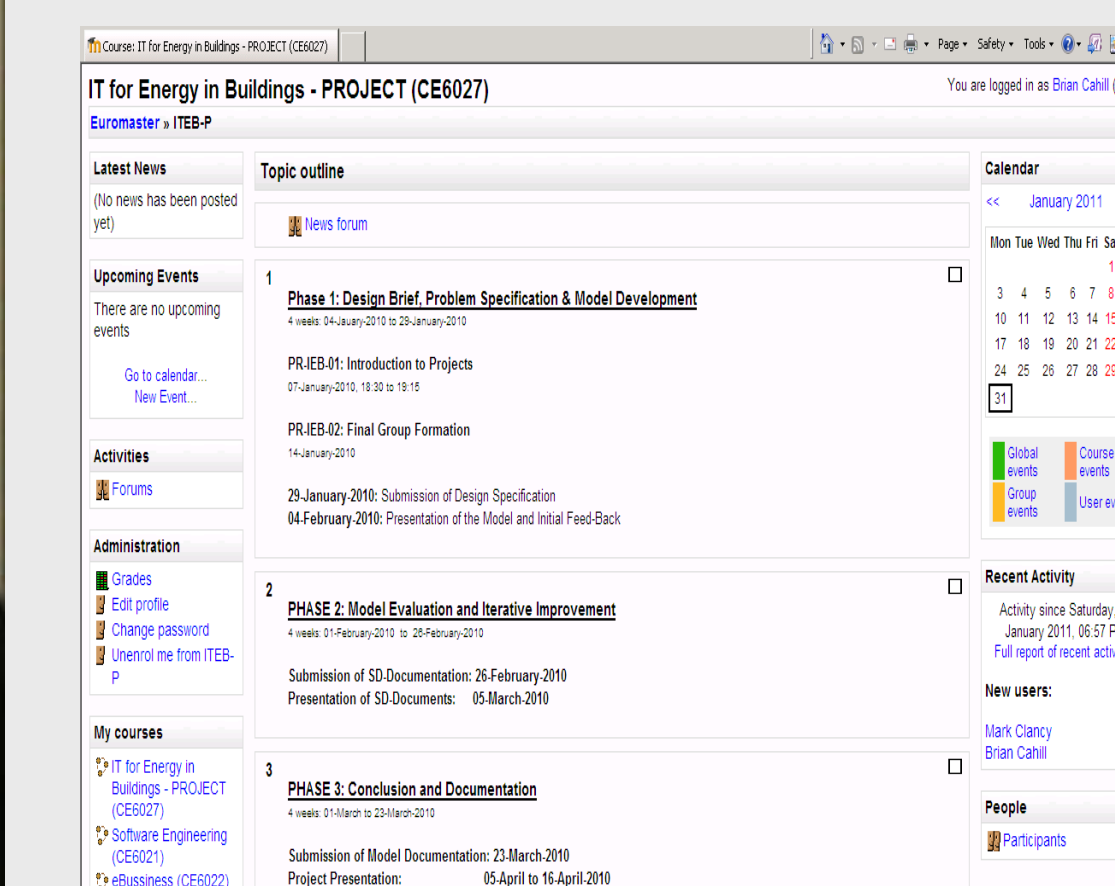 Course: IT for Energy in Buildings - PROJECT (CE6027)
Page
Safety
Tools
IT for Energy in Buildings - PROJECT (CE6027)
You are logged in as Brian Cahill (
Euromaster » ITEB-P
Latest News
(No news has been posted
yet)
Upcoming Events
There are no upcoming
events
Go to calendar...
New Event...
Activities
Forums
Administration
Grades
Edit profile
Change password
Unenrol me from ITEB-
P
My courses
IT for Energy in
Buildings - PROJECT
(CE6027)
Software Engineering
(CE6021)
eBussiness (CE6022)
Topic outline
News forum
1
Phase 1: Design Brief, Problem Specification & Model Development
4 weeks: 04-Jauary-2010 to 29-January-2010
PR-IEB-01: Introduction to Projects
07-January-2010, 18:30 to 19:15
PR-IEB-02: Final Group Formation
14-January-2010
29-January-2010: Submission of Design Specification
04-February-2010: Presentation of the Model and Initial Feed-Back
2
PHASE 2: Model Evaluation and Iterative Improvement
4 weeks: 01-February-2010 to 26-February-2010
Submission of SD-Documentation: 26-February-2010
Presentation of SD-Documents: 05-March-2010
3
PHASE 3: Conclusion and Documentation
4 weeks: 01-March to 23-March-2010
Submission of Model Documentation: 23-March-2010
Project Presentation: 05-April to 16-April-2010
Calendar
<< January 2011
Mon Tue Wed Thu Fri Sa
1
3 4 5 6 7 8
10 11 12 13 14 15
17 18 19 20 21 22
24 25 26 27 28 29
31
Global
events
Course
events
Group
events
User ev
Recent Activity
Activity since Saturday,
January 2011, 06:57 P
Full report of recent activ
New users:
Mark Clancy
Brian Cahill
People
Participants